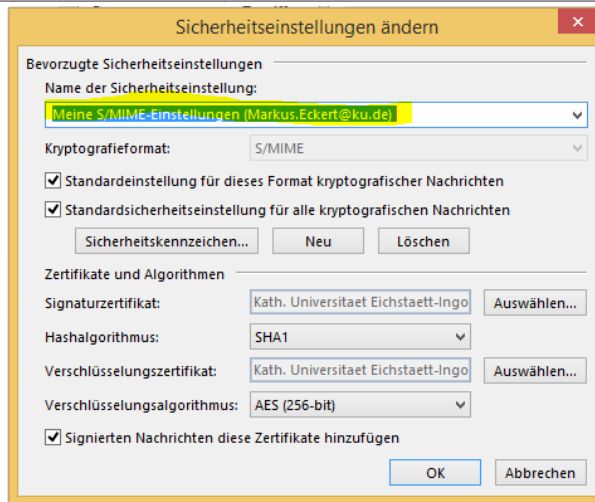 Sicherheitseinstellungen ändern
Bevorzugte Sicherheitseinstellungen
Name der Sicherheitseinstellung:
Meine S/MIME-Einstellungen (Markus.Eckert@ku.de)
Kryptografieformat: S/MIME
Standardeinstellung für dieses Format kryptografischer Nachrichten
Standardsicherheitseinstellung für alle kryptografischen Nachrichten
Sicherheitskennzeichen... Neu Löschen
Zertifikate und Algorithmen
Signaturzertifikat: Kath. Universitaet Eichstaett-Ingo Auswählen...
Hashalgorithmus: SHA1
Verschlüsselungszertifikat: Kath. Universitaet Eichstaett-Ingo Auswählen...
Verschlüsselungsalgorithmus: AES (256-bit)
Signierten Nachrichten diese Zertifikate hinzufügen
OK Abbrechen